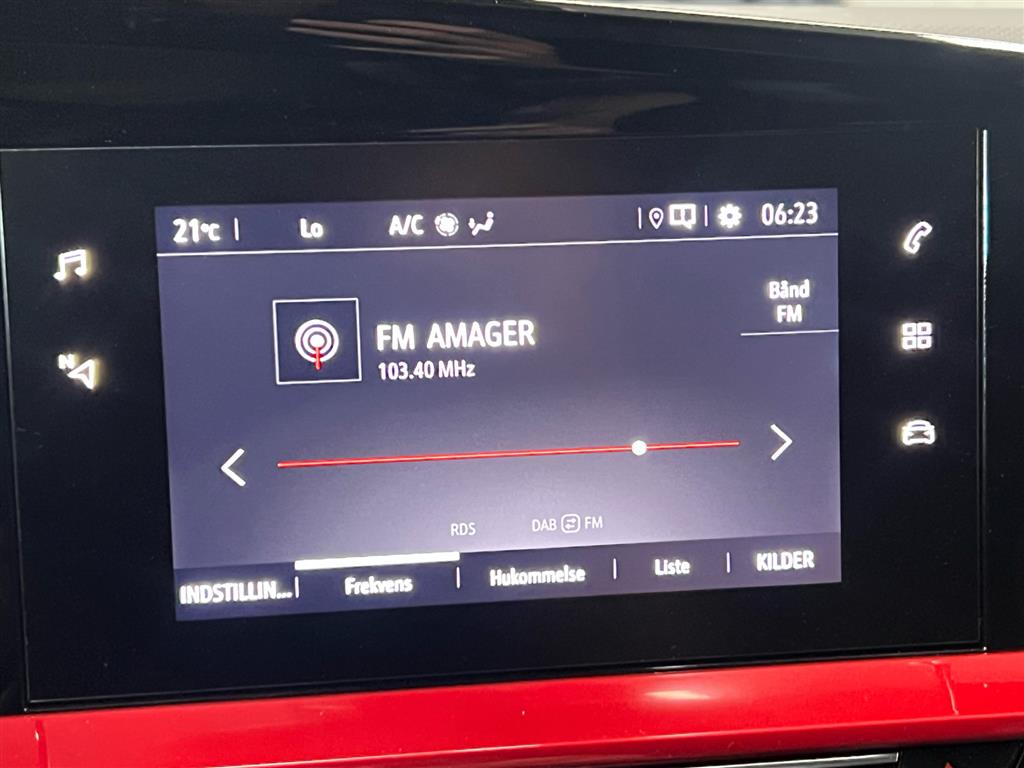 21°C Lo A/C 06:23
Bånd
FM
FM AMAGER
103.40 MHz
N
RDS DAB FM
INDSTILLIN... Frekvens Hukommelse Liste KILDER